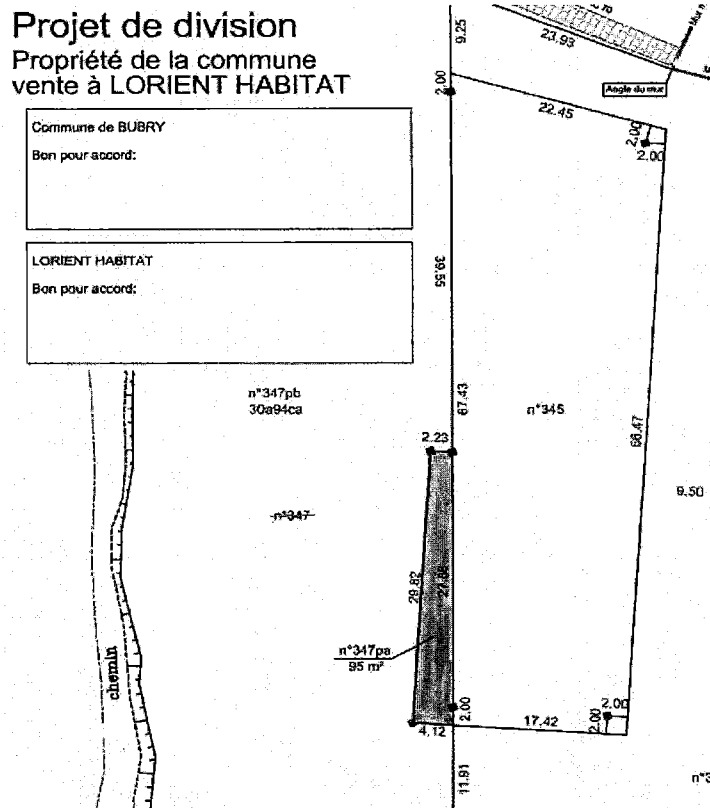 Projet de division
Propriété de la commune
vente à LORIENT HABITAT
Commune de BUBRY
Bon pour accord:
LORIENT HABITAT
Bon pour accord:
9.25
23.93
Angle du mur
2.00
22.45
2.00
2.00
39.55
67.43
n°347pb
30a94ca
n°345
66.47
2.23
9.50
n°347
29.82
27.88
n°347pa
95 m²
chemin
2.00
4.12
17.42
2.00
2.00
11.91